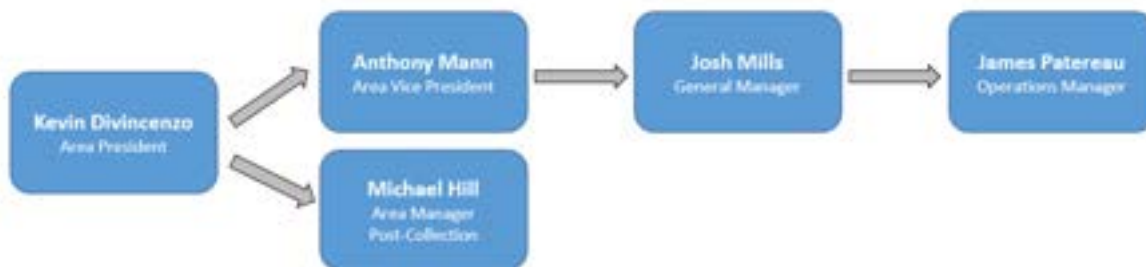 Kevin Divincenzo
Area President
Anthony Mann
Area Vice President
Josh Mills
General Manager
James Patereau
Operations Manager
Michael Hill
Area Manager
Post-Collection